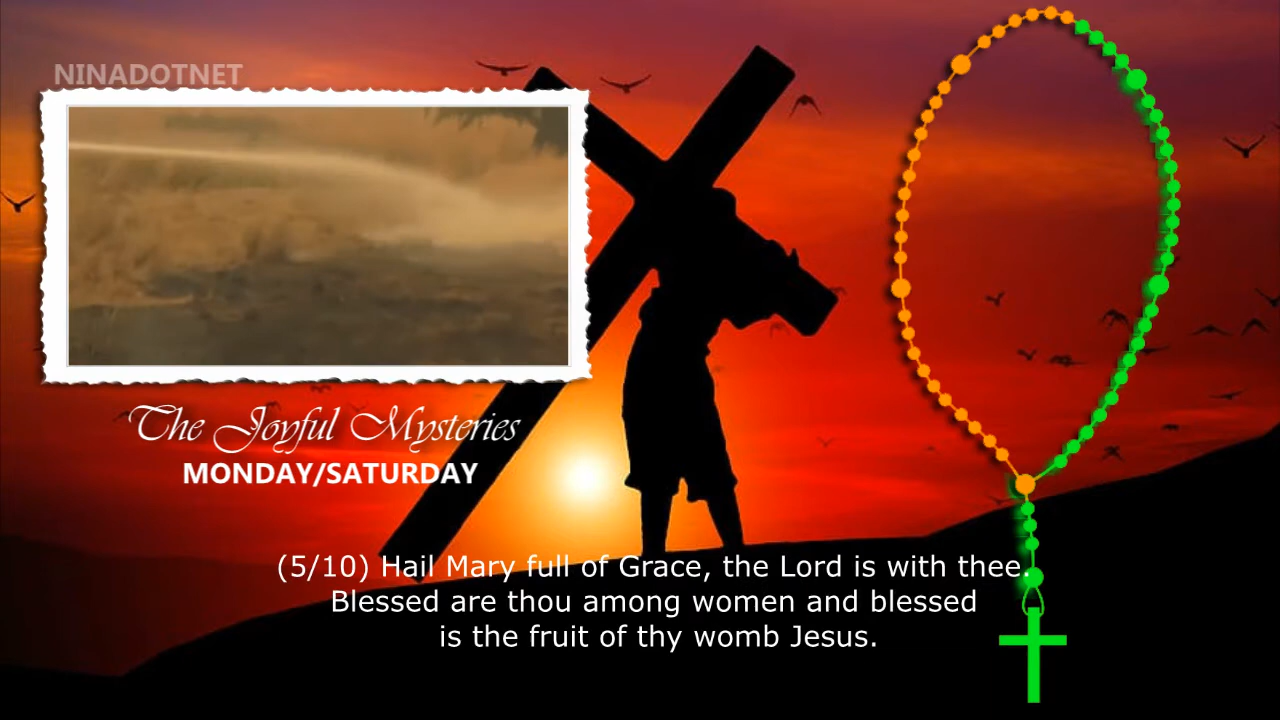 NINADOTNET
The Joyful Mysteries
MONDAY/SATURDAY
(5/10) Hail Mary full of Grace, the Lord is with thee.
Blessed are thou among women and blessed
is the fruit of thy womb Jesus.